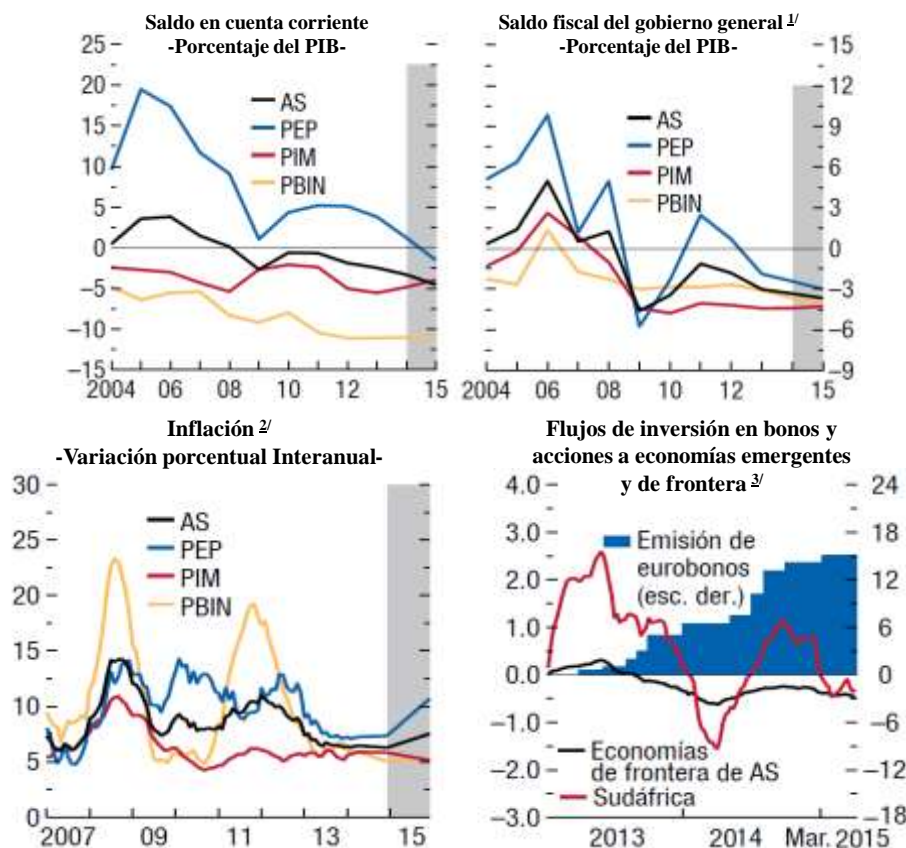 Saldo en cuenta corriente
-Porcentaje del PIB-
25
20
15
10
5
0
–5
–10
–15
AS
PEP
PIM
PBIN
2004 06 08 10 12 15
Saldo fiscal del gobierno general 1/
-Porcentaje del PIB-
15
12
9
6
3
0
–3
–6
–9
AS
PEP
PIM
PBIN
2004 06 08 10 12 15
Inflación 2/
-Variación porcentual Interanual-
30
25
20
15
10
5
0
AS
PEP
PIM
PBIN
2007 09 11 13 15
Flujos de inversión en bonos y
acciones a economías emergentes
y de frontera 3/
4.0
3.0
2.0
1.0
0.0
–1.0
–2.0
–3.0
24
18
12
6
0
–6
–12
–18
Emisión de
eurobonos
(esc. der.)
Economías
de frontera de AS
Sudáfrica
2013 2014 Mar. 2015